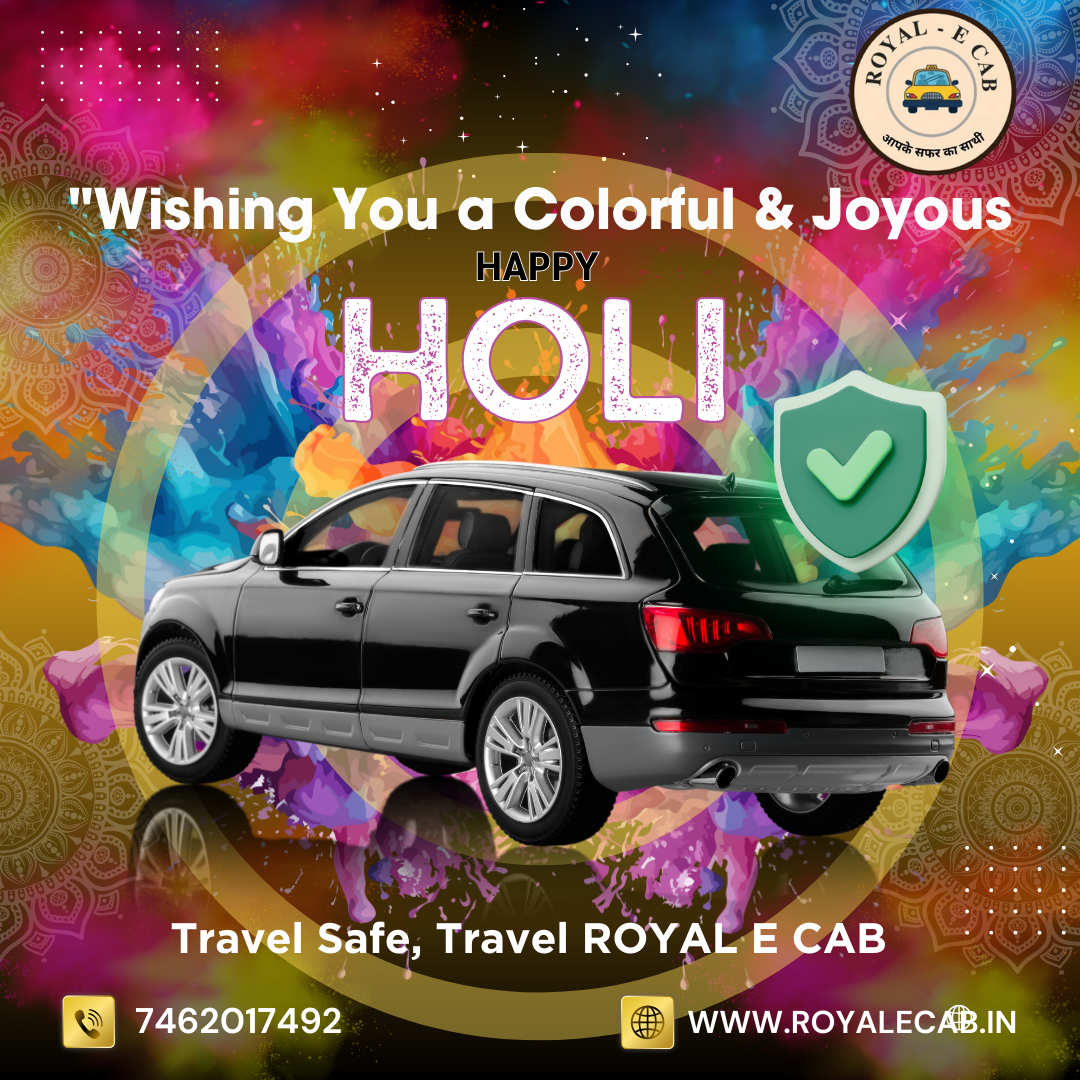 ROYAL - E CAB
आपके सफर का साथी
"Wishing You a Colorful & Joyous
HAPPY
HOLI
Travel Safe, Travel ROYAL E CAB
7462017492
WWW.ROYALECAB.IN